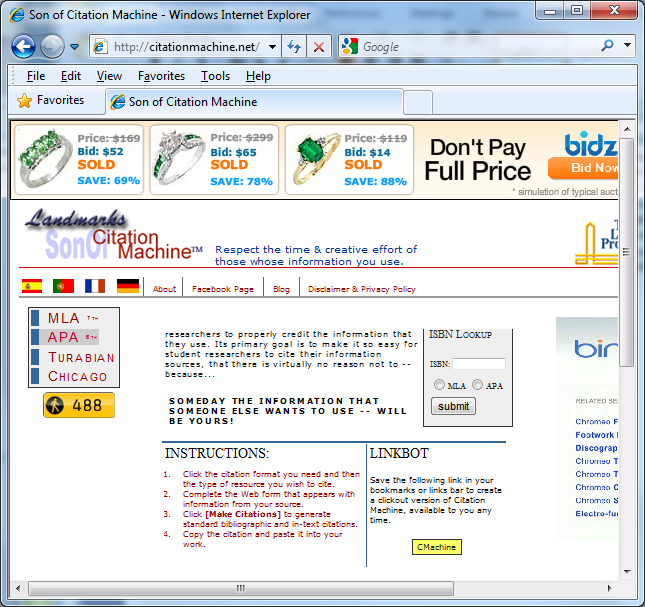 Son of Citation Machine - Windows Internet Explorer
http://citationmachine.net/
Google
File Edit View Favorites Tools Help
Favorites
Son of Citation Machine
Price: $169
Bid: $52
SOLD
SAVE: 69%
Price: $299
Bid: $65
SOLD
SAVE: 78%
Price: $119
Bid: $14
SOLD
SAVE: 88%
Don't Pay
Full Price
bidz
Bid Now
* simulation of typical auct
Landmarks
SonOf Citation
Machine™
Respect the time & creative effort of
those whose information you use.
About
Facebook Page
Blog
Disclaimer & Privacy Policy
MLA 7TH
APA 6TH
TURABIAN
CHICAGO
488
researchers to properly credit the information that
they use. Its primary goal is to make it so easy for
student researchers to cite their information
sources, that there is virtually no reason not to --
because...
SOMEDAY THE INFORMATION THAT
SOMEONE ELSE WANTS TO USE -- WILL
BE YOURS!
ISBN LOOKUP
ISBN:
MLA APA
submit
bin
RELATED SEA
Chromeo F
Footwork
Discograp
Chromeo T
Chromeo T
Chromeo C
Chromeo S
Electro-fu
INSTRUCTIONS:
1. Click the citation format you need and then
the type of resource you wish to cite.
2. Complete the Web form that appears with
information from your source.
3. Click [Make Citations] to generate
standard bibliographic and in-text citations.
4. Copy the citation and paste it into your
work.
LINKBOT
Save the following link in your
bookmarks or links bar to create
a clickout version of Citation
Machine, available to you any
time.
CMachine